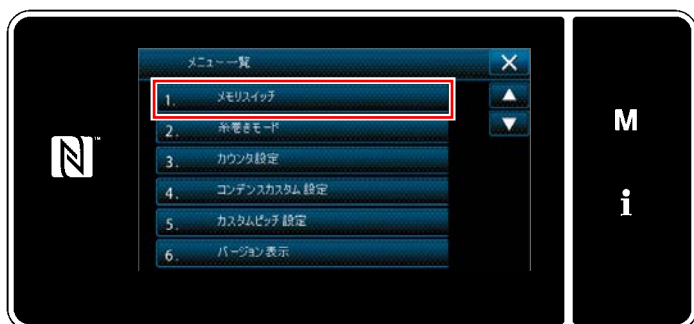 メニュー一覧
1. メモリスイッチ
2. 糸巻きモード
3. カウンタ設定
4. コンデンスカスタム設定
5. カスタムピッチ設定
6. バージョン表示
M
i